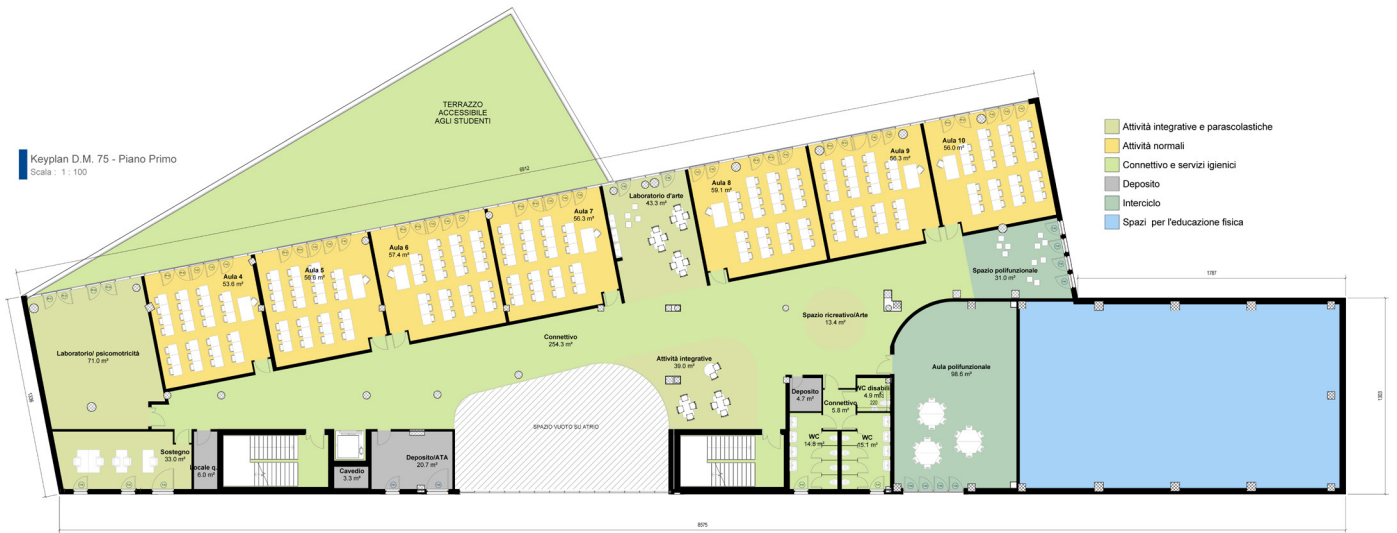 TERRAZZO
ACCESSIBILE
AGLI STUDENTI
Keyplan D.M. 75 - Piano Primo
Scala : 1 : 100
Attività integrative e parascolastiche
Attività normali
Connettivo e servizi igienici
Deposito
Interciclo
Spazi per l'educazione fisica
Aula 10
56.0 m²
Aula 9
56.3 m²
Aula 8
59.1 m²
Laboratorio d'arte
43.3 m²
Aula 7
56.3 m²
Aula 6
57.4 m²
Aula 5
56.6 m²
Aula 4
53.6 m²
Spazio polifunzionale
31.0 m²
1787
Laboratorio/ psicomotricità
71.0 m²
Connettivo
254.3 m²
Spazio ricreativo/Arte
13.4 m²
Attività integrative
39.0 m²
Aula polifunzionale
98.6 m²
Deposito
4.7 m²
WC disabili
4.9 m²
220
Connettivo
5.8 m²
1303
SPAZIO VUOTO SU ATRIO
WC
WC
15.1 m²
Sostegno
33.0 m²
Locale q.
6.0 m²
Cavedio
3.3 m²
Deposito/ATA
20.7 m²
8575